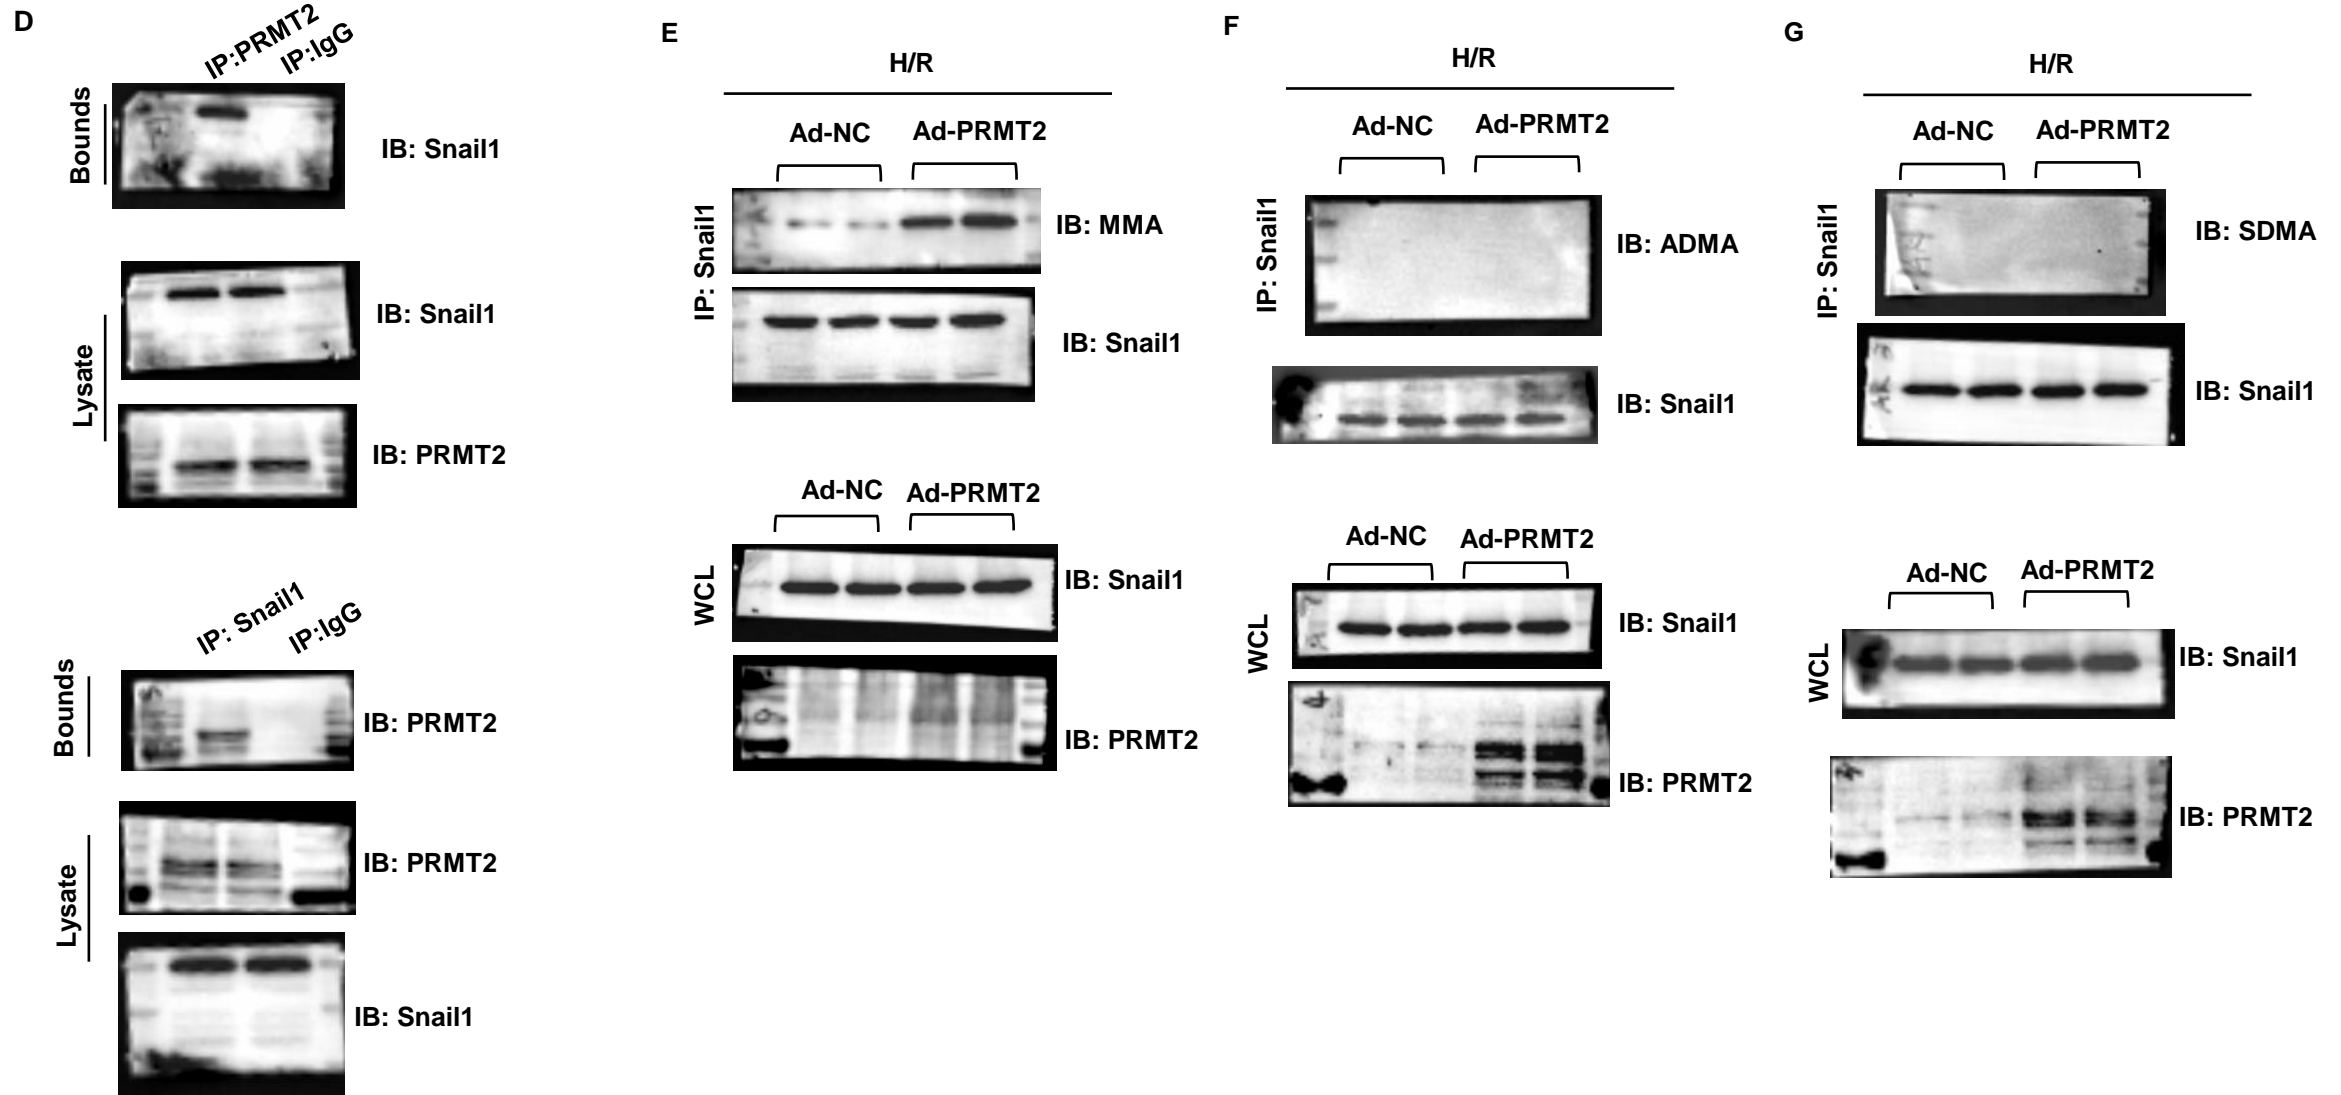 D
IP:PRMT2
IP:IgG
Bounds
IB: Snail1
Lysate
IB: Snail1
IB: PRMT2
IP: Snail1
IP:IgG
Bounds
IB: PRMT2
Lysate
IB: PRMT2
IB: Snail1
E
H/R
Ad-NC
Ad-PRMT2
IP: Snail1
IB: MMA
IB: Snail1
Ad-NC
Ad-PRMT2
WCL
IB: Snail1
IB: PRMT2
F
H/R
Ad-NC
Ad-PRMT2
IP: Snail1
IB: ADMA
IB: Snail1
Ad-NC
Ad-PRMT2
WCL
IB: Snail1
IB: PRMT2
G
H/R
Ad-NC
Ad-PRMT2
IP: Snail1
IB: SDMA
IB: Snail1
Ad-NC
Ad-PRMT2
WCL
IB: Snail1
IB: PRMT2